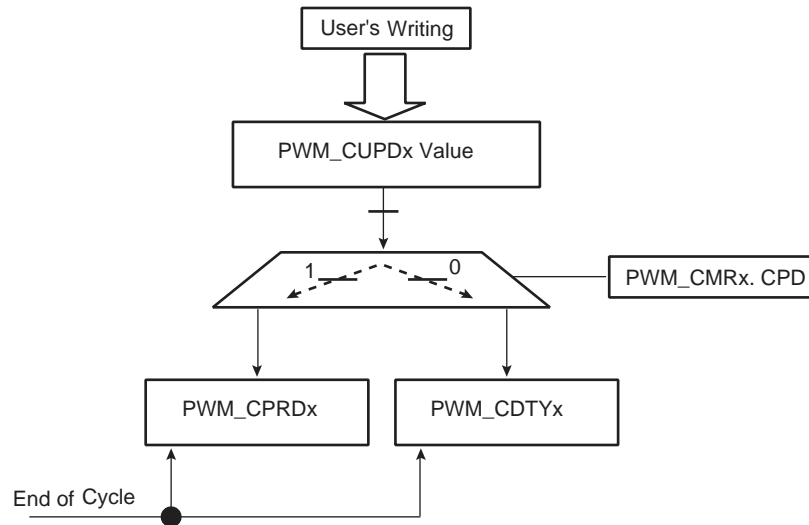 User's Writing
PWM_CUPDx Value
1
0
PWM_CMRx. CPD
PWM_CPRDx
PWM_CDTYx
End of Cycle